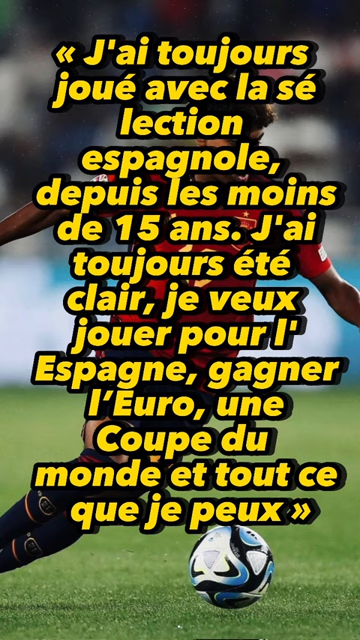 « J'ai toujours
joué avec la sé
lection
espagnole,
depuis les moins
de 15 ans. J'ai
toujours été
clair, je veux
jouer pour l'
Espagne, gagner
l’Euro, une
Coupe du
monde et tout ce
que je peux »